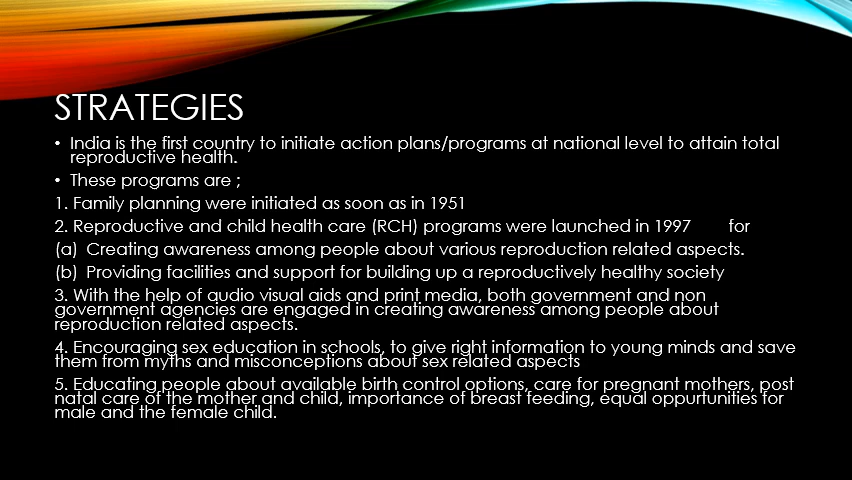 STRATEGIES
• India is the first country to initiate action plans/programs at national level to attain total
reproductive health.
• These programs are ;
1. Family planning were initiated as soon as in 1951
2. Reproductive and child health care (RCH) programs were launched in 1997 for
(a) Creating awareness among people about various reproduction related aspects.
(b) Providing facilities and support for building up a reproductively healthy society
3. With the help of audio visual aids and print media, both government and non
government agencies are engaged in creating awareness among people about
reproduction related aspects.
4. Encouraging sex education in schools, to give right information to young minds and save
them from myths and misconceptions about sex related aspects
5. Educating people about available birth control options, care for pregnant mothers, post
natal care of the mother and child, importance of breast feeding, equal oppurtunities for
male and the female child.